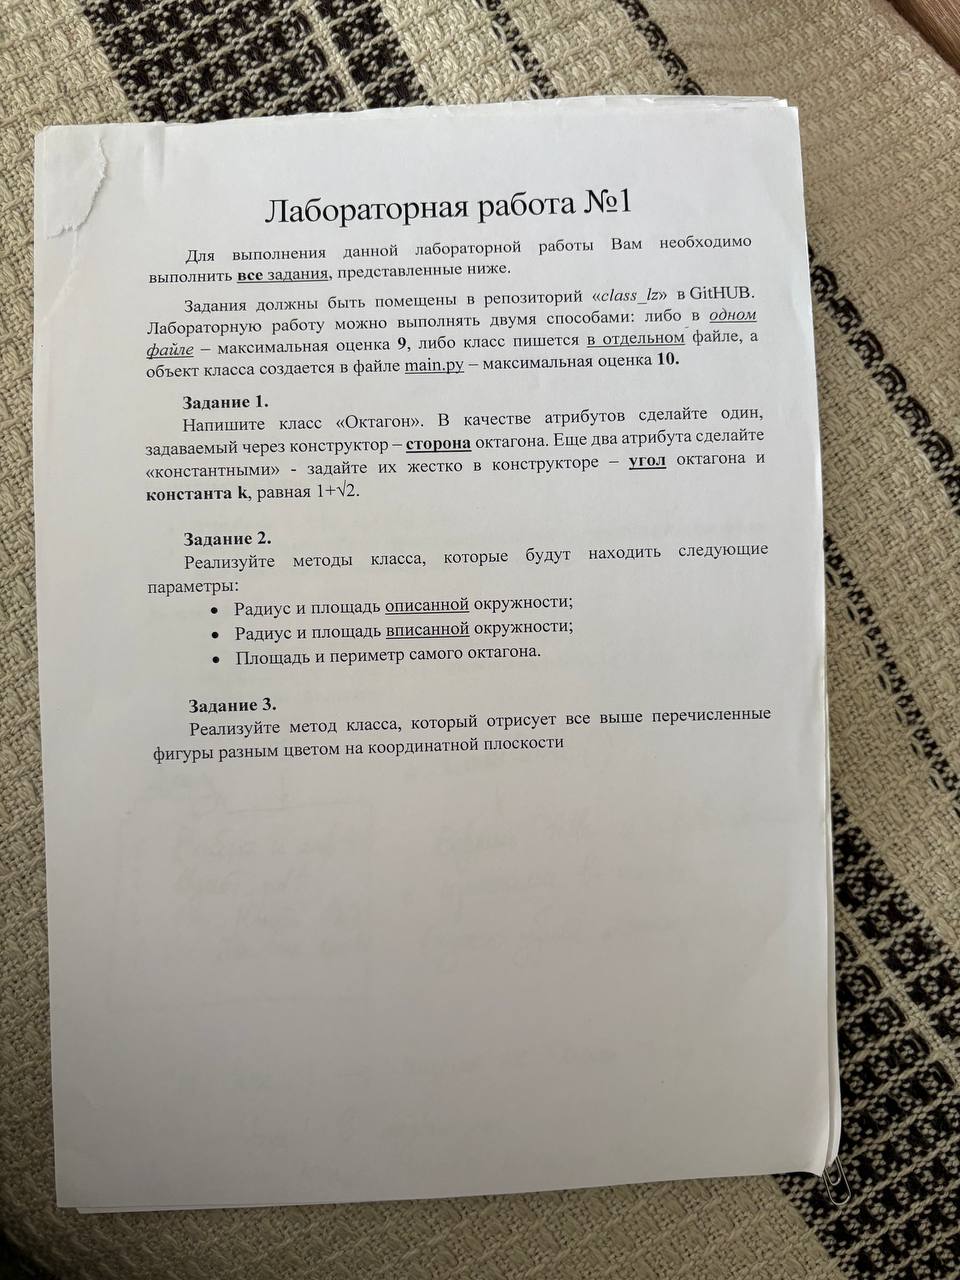 Лабораторная работа №1
Для выполнения данной лабораторной работы Вам необходимо
выполнить все задания, представленные ниже.
Задания должны быть помещены в репозиторий «class_lz» в GitHUB.
Лабораторную работу можно выполнять двумя способами: либо в одном
файле – максимальная оценка 9, либо класс пишется в отдельном файле, а
объект класса создается в файле main.py – максимальная оценка 10.
Задание 1.
Напишите класс «Октагон». В качестве атрибутов сделайте один,
задаваемый через конструктор – сторона октагона. Еще два атрибута сделайте
«константными» - задайте их жестко в конструкторе – угол октагона и
константа k, равная 1+√2.
Задание 2.
Реализуйте методы класса, которые будут находить следующие
параметры:
• Радиус и площадь описанной окружности;
• Радиус и площадь вписанной окружности;
• Площадь и периметр самого октагона.
Задание 3.
Реализуйте метод класса, который отрисует все выше перечисленные
фигуры разным цветом на координатной плоскости